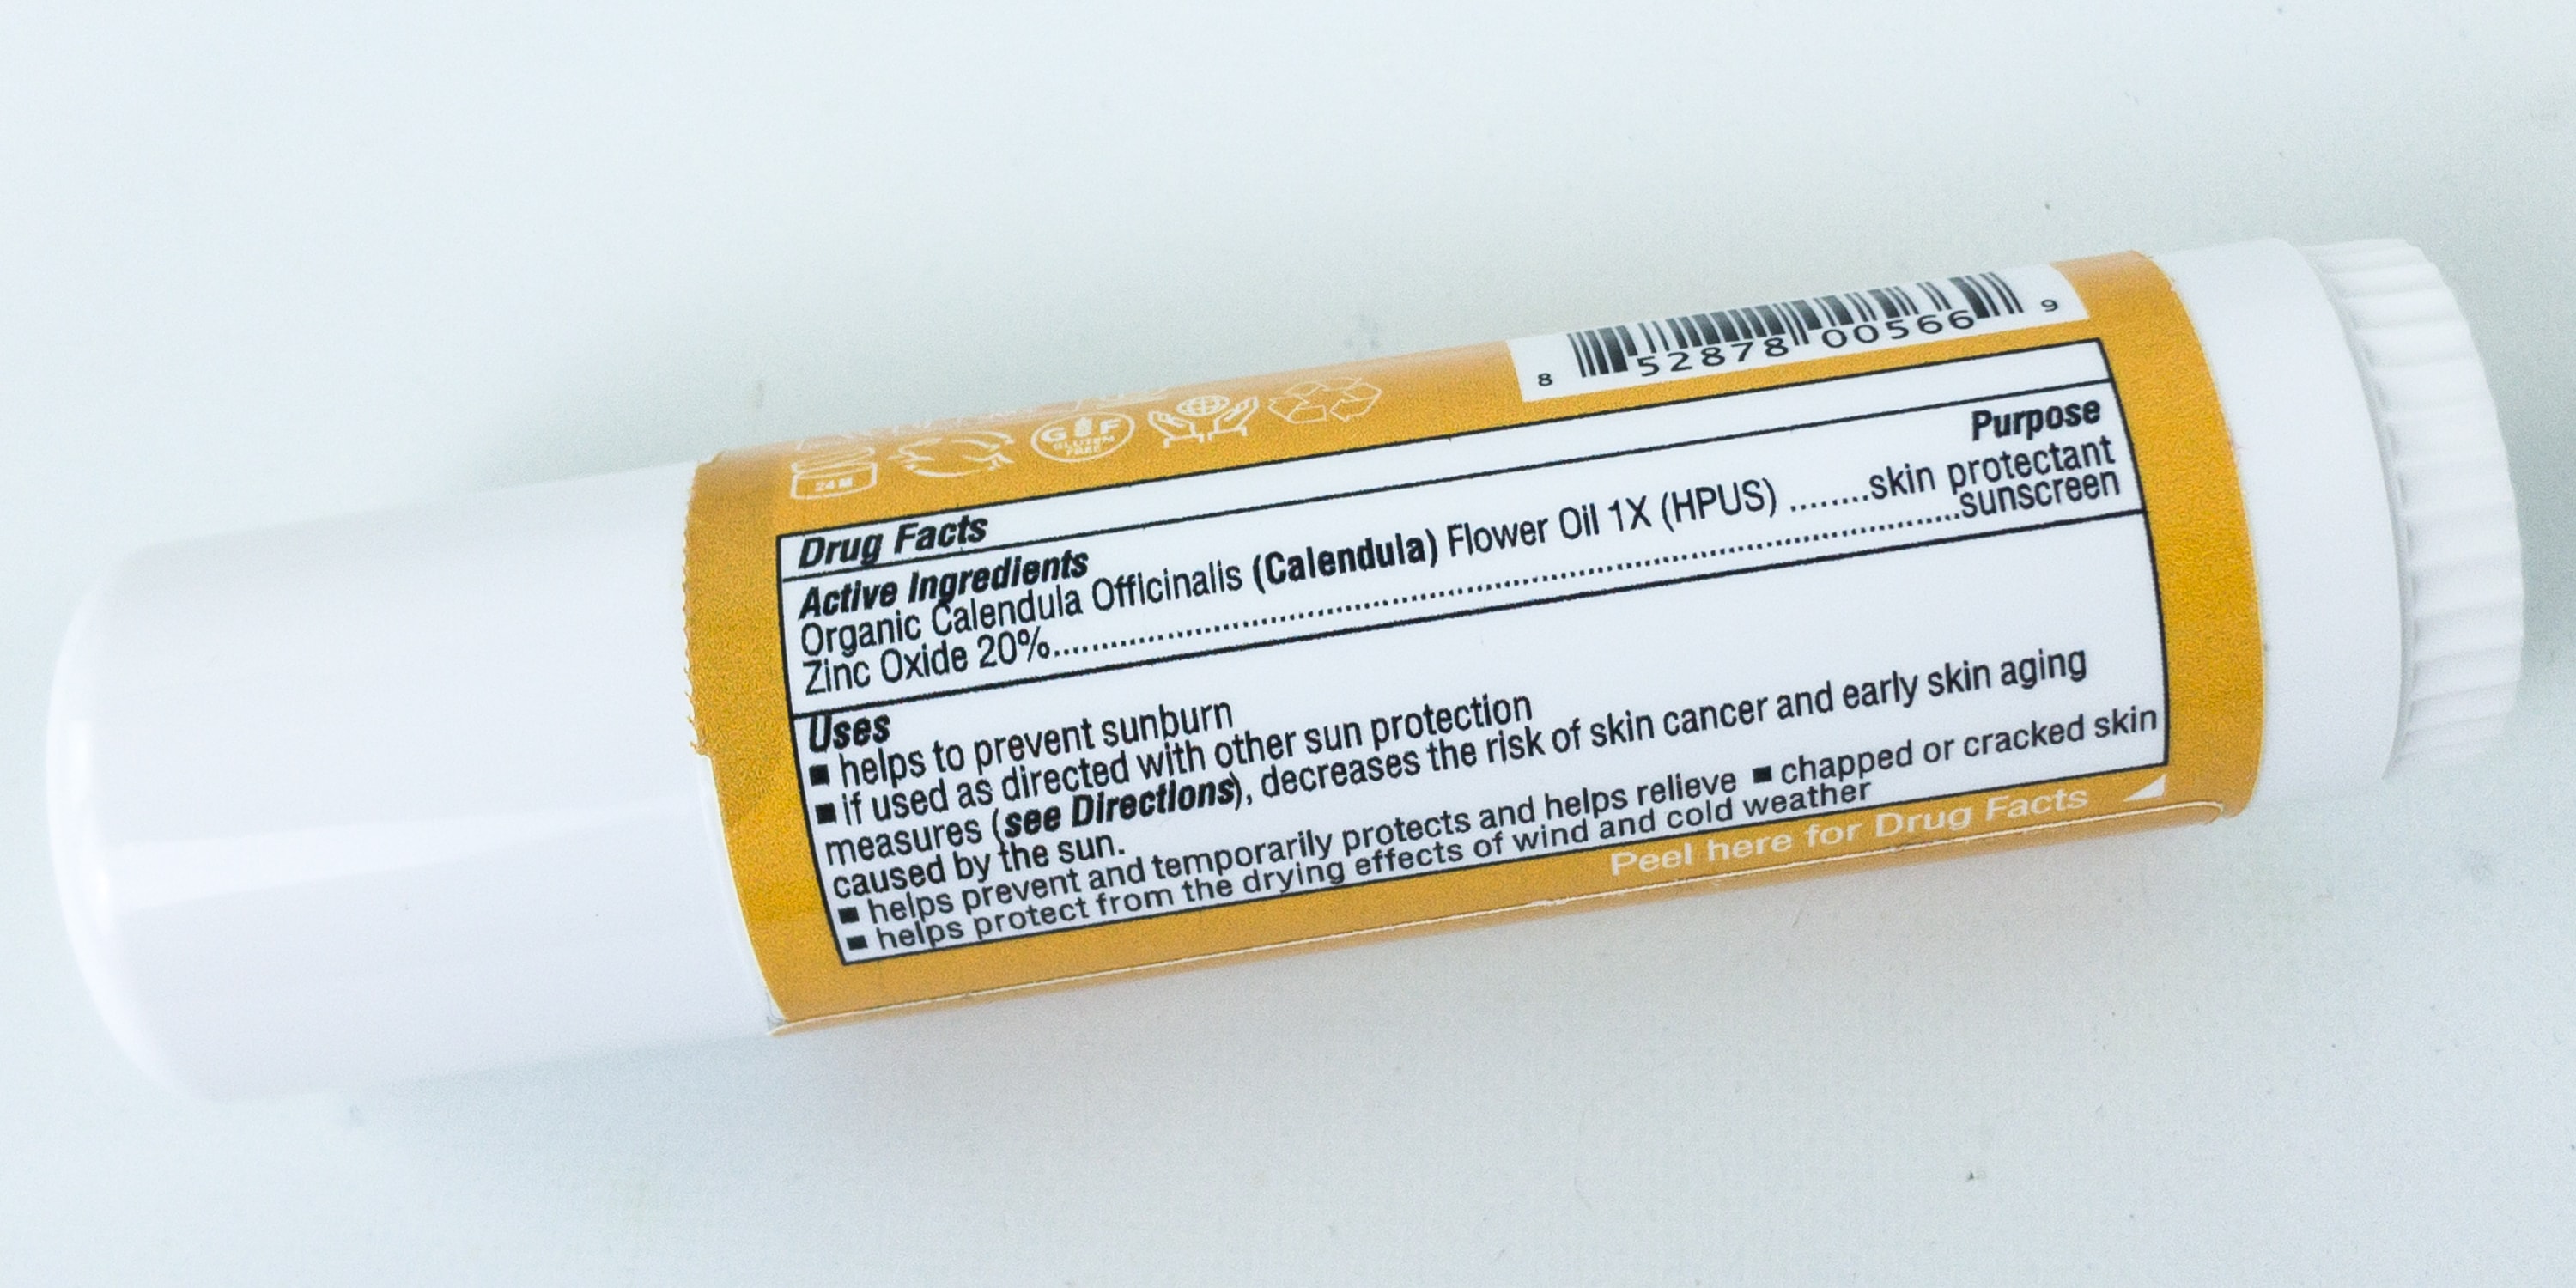 8 52878 00566 9
24 M
G F
GLUTEN
FREE
Drug Facts
Active Ingredients Purpose
Organic Calendula Officinalis (Calendula) Flower Oil 1X (HPUS) ........skin protectant
Zinc Oxide 20%..............................................................................sunscreen
Uses
■ helps to prevent sunburn
■ if used as directed with other sun protection
measures (see Directions), decreases the risk of skin cancer and early skin aging
caused by the sun.
■ helps prevent and temporarily protects and helps relieve ■ chapped or cracked skin
■ helps protect from the drying effects of wind and cold weather
Peel here for Drug Facts